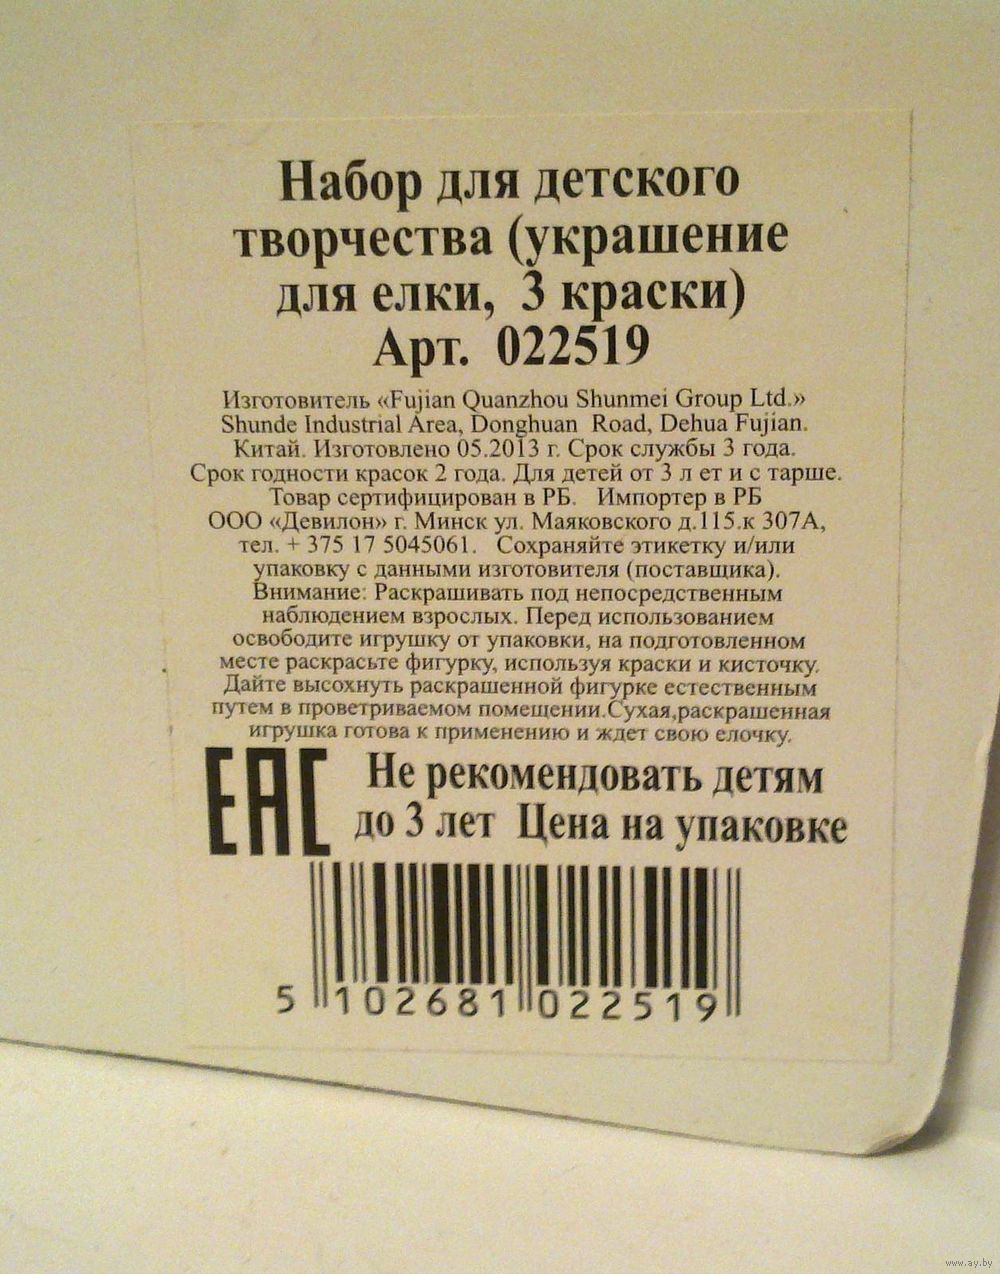 Набор для детского
творчества (украшение
для елки, 3 краски)
Арт. 022519
Изготовитель «Fujian Quanzhou Shunmei Group Ltd.»
Shunde Industrial Area, Donghuan Road, Dehua Fujian.
Китай. Изготовлено 05.2013 г. Срок службы 3 года.
Срок годности красок 2 года. Для детей от 3 л ет и с тарше.
Товар сертифицирован в РБ. Импортер в РБ
ООО «Девилон» г. Минск ул. Маяковского д.115.к 307А,
тел. + 375 17 5045061. Сохраняйте этикетку и/или
упаковку с данными изготовителя (поставщика).
Внимание: Раскрашивать под непосредственным
наблюдением взрослых. Перед использованием
освободите игрушку от упаковки, на подготовленном
месте раскрасьте фигурку, используя краски и кисточку.
Дайте высохнуть раскрашенной фигурке естественным
путем в проветриваемом помещении.Сухая,раскрашенная
игрушка готова к применению и ждет свою елочку.
EAC Не рекомендовать детям
до 3 лет Цена на упаковке
5 102681 022519
www.ay.by